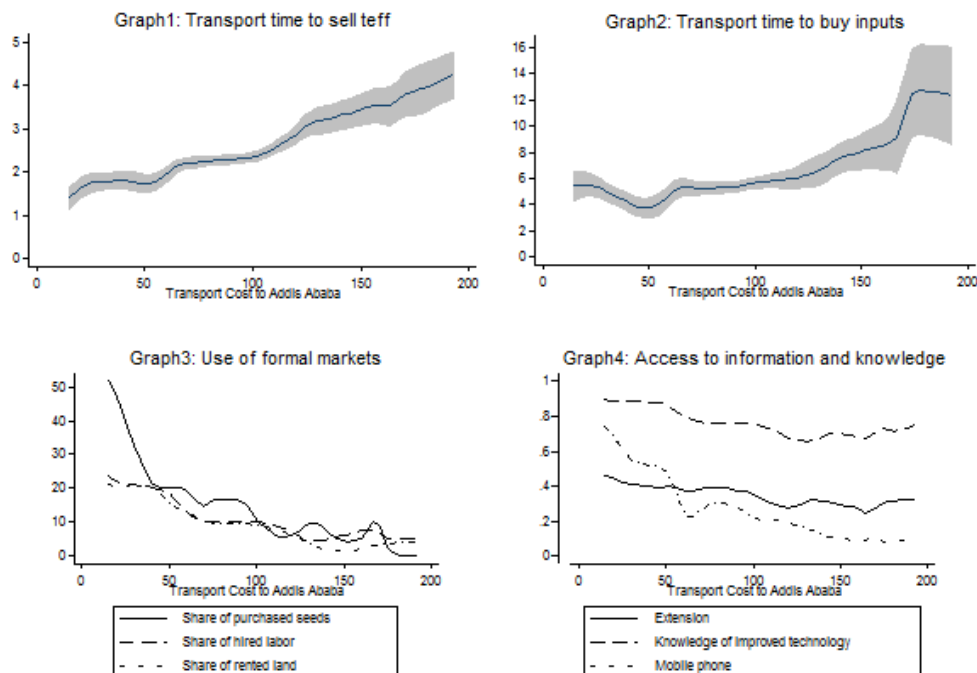 Graph1: Transport time to sell teff
5
4
3
2
1
0
0 50 100 150 200
Transport Cost to Addis Ababa
Graph2: Transport time to buy inputs
16
14
12
10
8
6
4
2
0
0 50 100 150 200
Transport Cost to Addis Ababa
Graph3: Use of formal markets
50
40
30
20
10
0
0 50 100 150 200
Transport Cost to Addis Ababa
Share of purchased seeds
Share of hired labor
Share of rented land
Graph4: Access to information and knowledge
1
.8
.6
.4
.2
0
0 50 100 150 200
Transport Cost to Addis Ababa
Extension
Knowledge of improved technology
Mobile phone